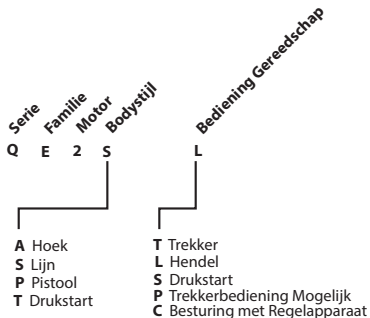 Serie
Familie
Motor
Bodystijl
Bediening Gereedschap
Q E 2 S L
A Hoek
S Lijn
P Pistool
T Drukstart
T Trekker
L Hendel
S Drukstart
P Trekkerbediening Mogelijk
C Besturing met Regelapparaat